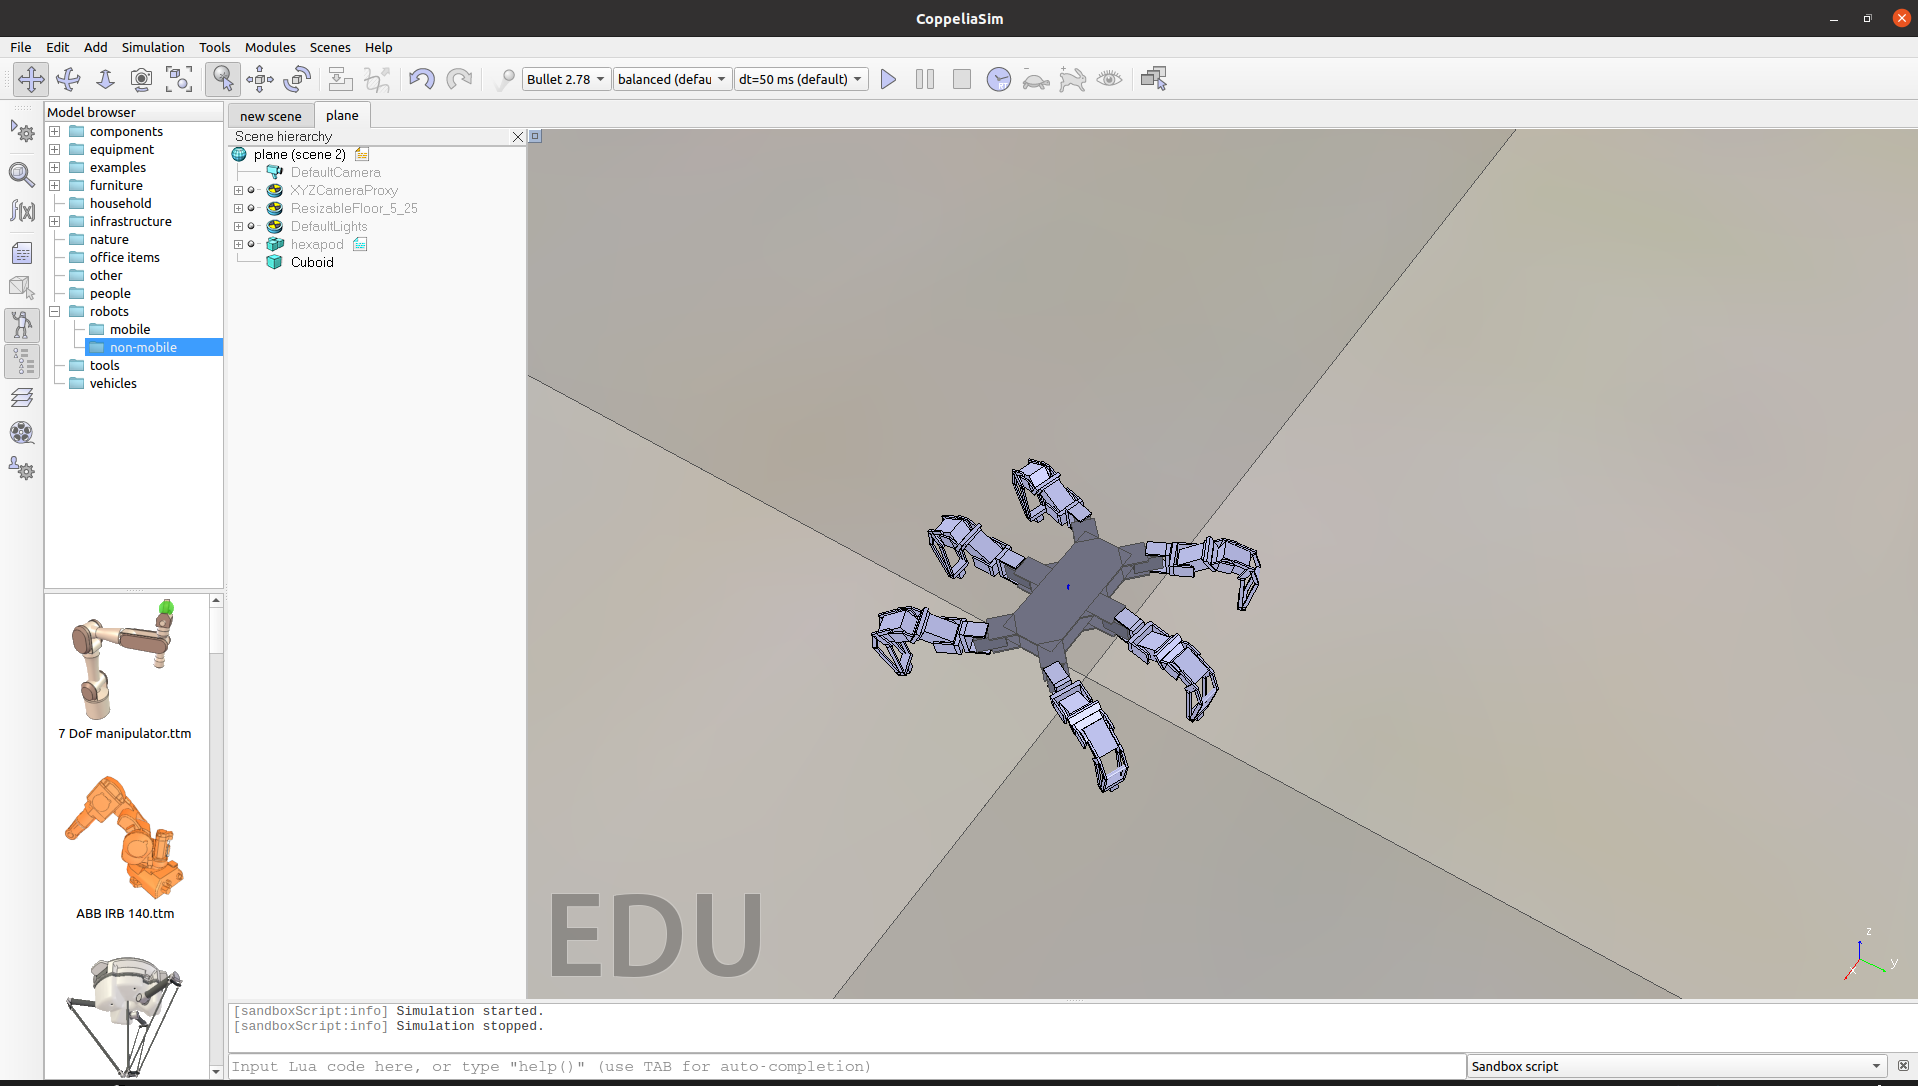 CoppeliaSim
File Edit Add Simulation Tools Modules Scenes Help
Bullet 2.78 balanced (defau dt=50 ms (default)
Model browser
components
equipment
examples
furniture
household
infrastructure
nature
office items
other
people
robots
mobile
non-mobile
tools
vehicles
7 DoF manipulator.ttm
ABB IRB 140.ttm
new scene plane
Scene hierarchy
plane (scene 2)
DefaultCamera
XYZCameraProxy
ResizableFloor_5_25
DefaultLights
hexapod
Cuboid
EDU
z
y
x
[sandboxScript:info] Simulation started.
[sandboxScript:info] Simulation stopped.
Input Lua code here, or type "help()" (use TAB for auto-completion)
Sandbox script